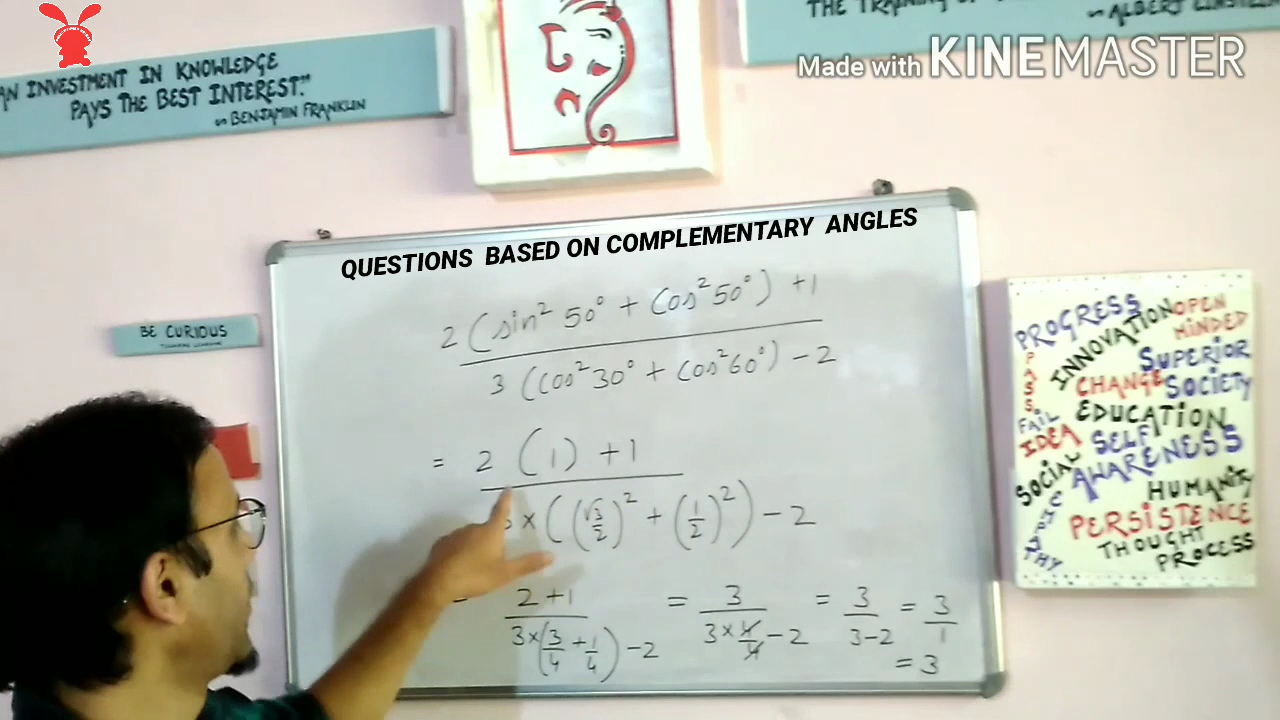 AN INVESTMENT IN KNOWLEDGE
PAYS THE BEST INTEREST."
~ BENJAMIN FRANKLIN
THE TRAINING OF
~ ALBERT EINSTEIN
Made with KINEMASTER
QUESTIONS BASED ON COMPLEMENTARY ANGLES
2 (sin² 50° + cos² 50°) + 1
3 (cos² 30° + cos² 60°) - 2
= 2 (1) + 1
3 × ((√3/2)² + (1/2)²) - 2
= 2+1 / 3×(3/4 + 1/4) - 2 = 3 / 3×4/4 - 2 = 3 / 3-2 = 3/1
= 3
BE CURIOUS
PROGRESS
INNOVATION
OPEN
MINDED
PASS
FAIL
SUPERIOR
CHANGE
SOCIETY
EDUCATION
IDEA
SELF
AWARENESS
SOCIAL
HUMANITY
PERSISTENCE
THOUGHT
PROCESS